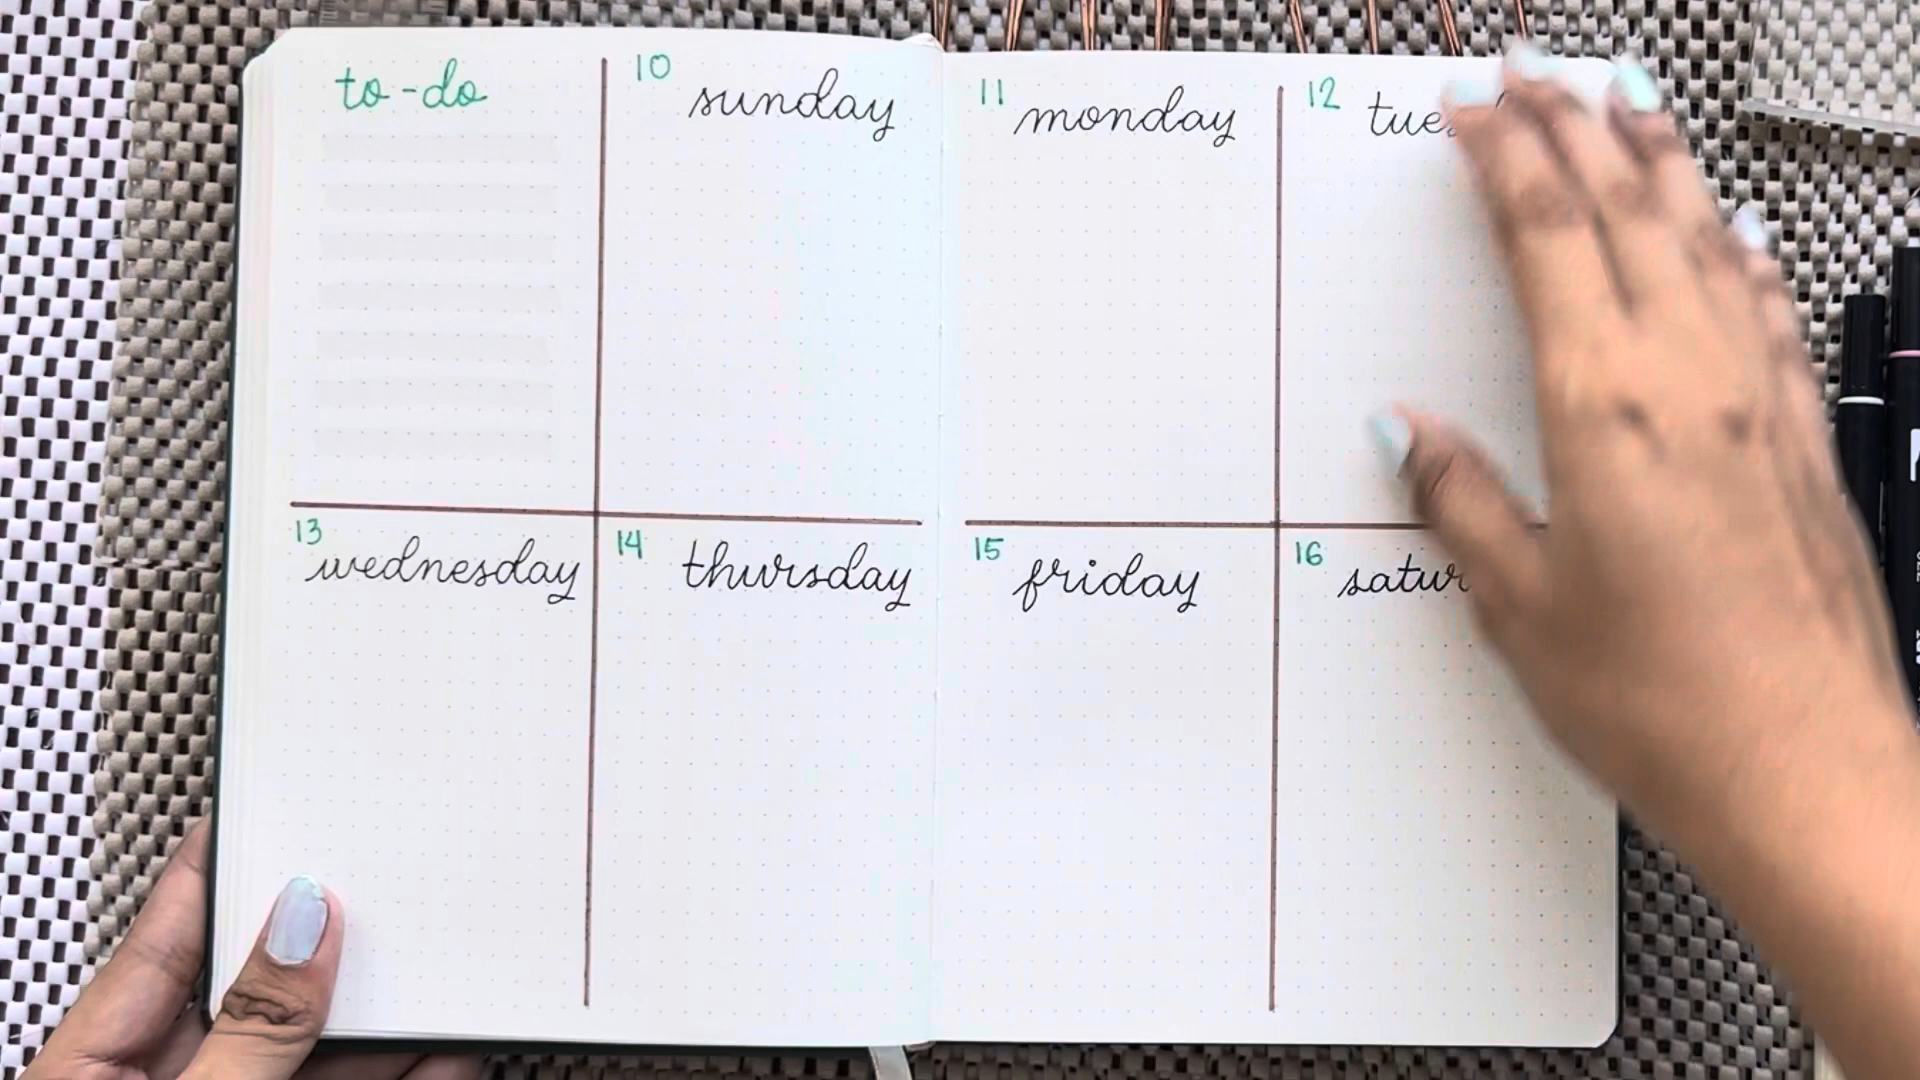 to-do
10 sunday
11 monday
12
13 wednesday
14 thursday
15 friday
16